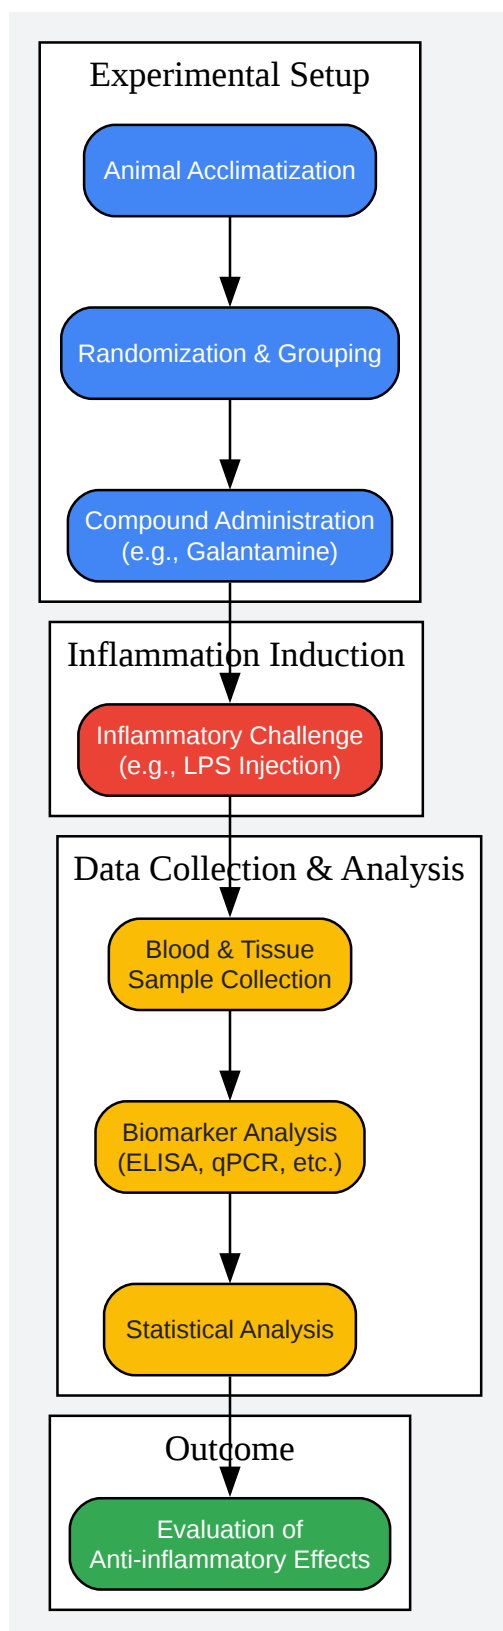 Experimental Setup
Animal Acclimatization
Randomization & Grouping
Compound Administration
(e.g., Galantamine)
Inflammation Induction
Inflammatory Challenge
(e.g., LPS Injection)
Data Collection & Analysis
Blood & Tissue
Sample Collection
Biomarker Analysis
(ELISA, qPCR, etc.)
Statistical Analysis
Outcome
Evaluation of
Anti-inflammatory Effects